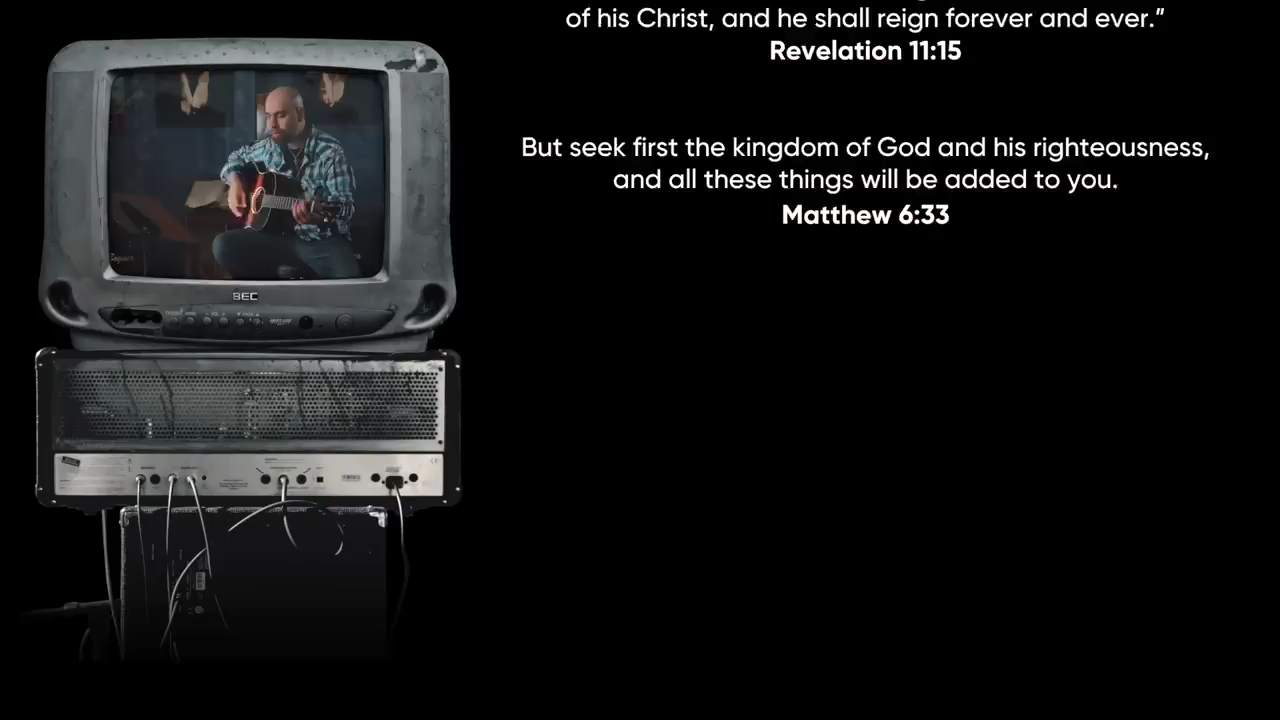 of his Christ, and he shall reign forever and ever.”
Revelation 11:15
But seek first the kingdom of God and his righteousness,
and all these things will be added to you.
Matthew 6:33
BEC